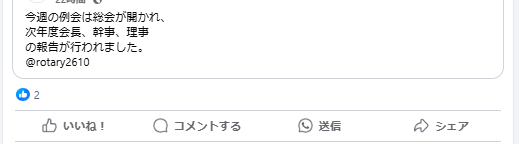 今週の例会は総会が開かれ、
次年度会長、幹事、理事
の報告が行われました。
@rotary2610
2
いいね！ コメントする 送信 シェア